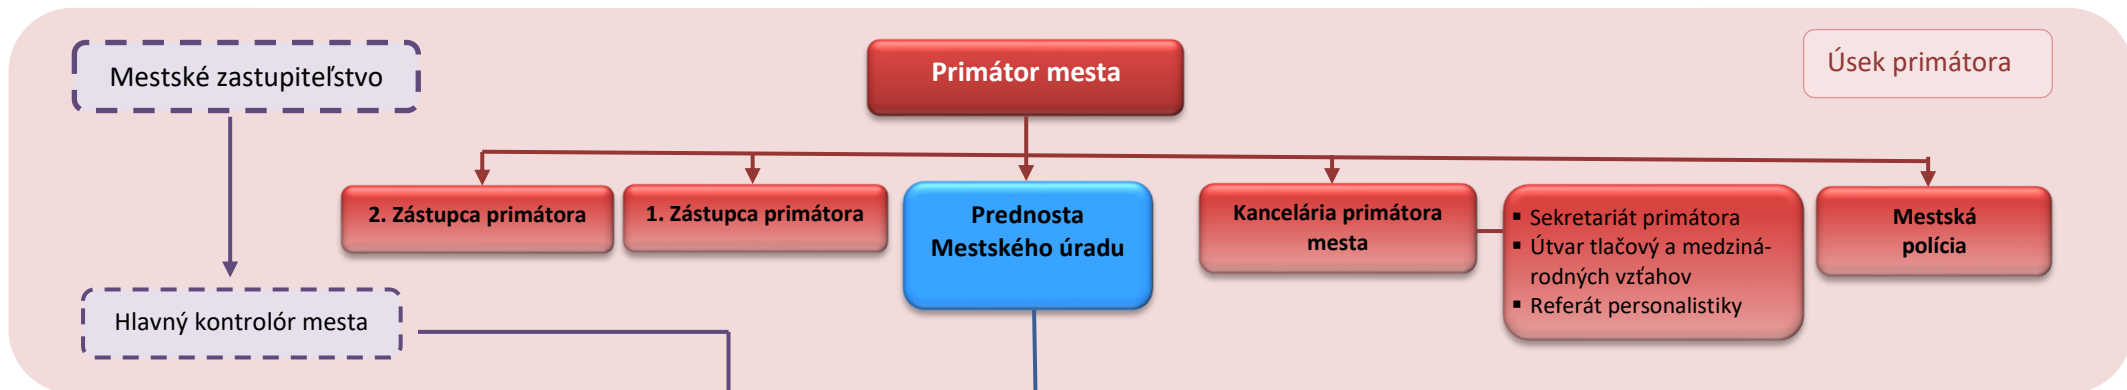 Mestské zastupiteľstvo
Primátor mesta
Úsek primátora
2. Zástupca primátora
1. Zástupca primátora
Prednosta
Mestského úradu
Kancelária primátora
mesta
▪ Sekretariát primátora
▪ Útvar tlačový a mediziná-
rodných vzťahov
▪ Referát personalistiky
Mestská
polícia
Hlavný kontrolór mesta